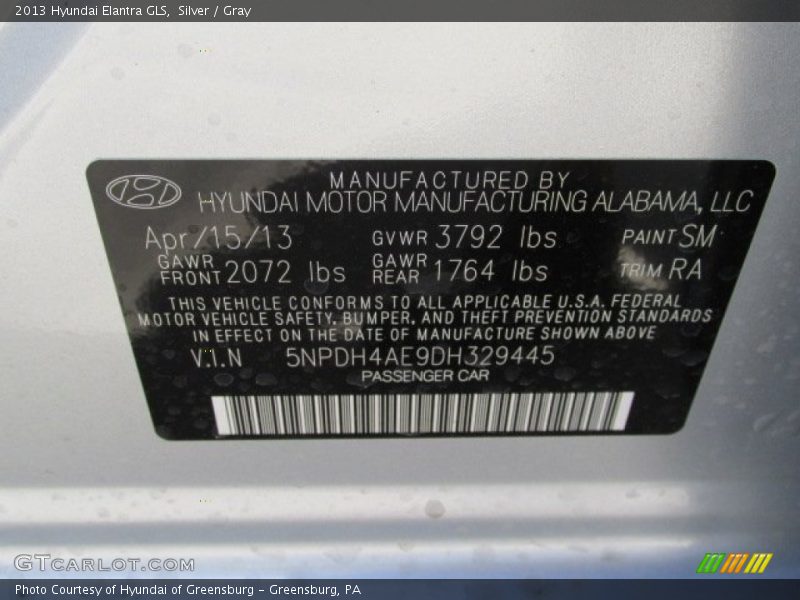 2013 Hyundai Elantra GLS,  Silver / Gray
MANUFACTURED BY
HYUNDAI MOTOR MANUFACTURING ALABAMA, LLC
Apr/15/13 GVWR 3792 lbs PAINT SM
GAWR FRONT 2072 lbs GAWR REAR 1764 lbs TRIM RA
THIS VEHICLE CONFORMS TO ALL APPLICABLE U.S.A. FEDERAL
MOTOR VEHICLE SAFETY, BUMPER, AND THEFT PREVENTION STANDARDS
IN EFFECT ON THE DATE OF MANUFACTURE SHOWN ABOVE
V.I.N 5NPDH4AE9DH329445
PASSENGER CAR
GTCARLOT.COM
Photo Courtesy of Hyundai of Greensburg - Greensburg, PA